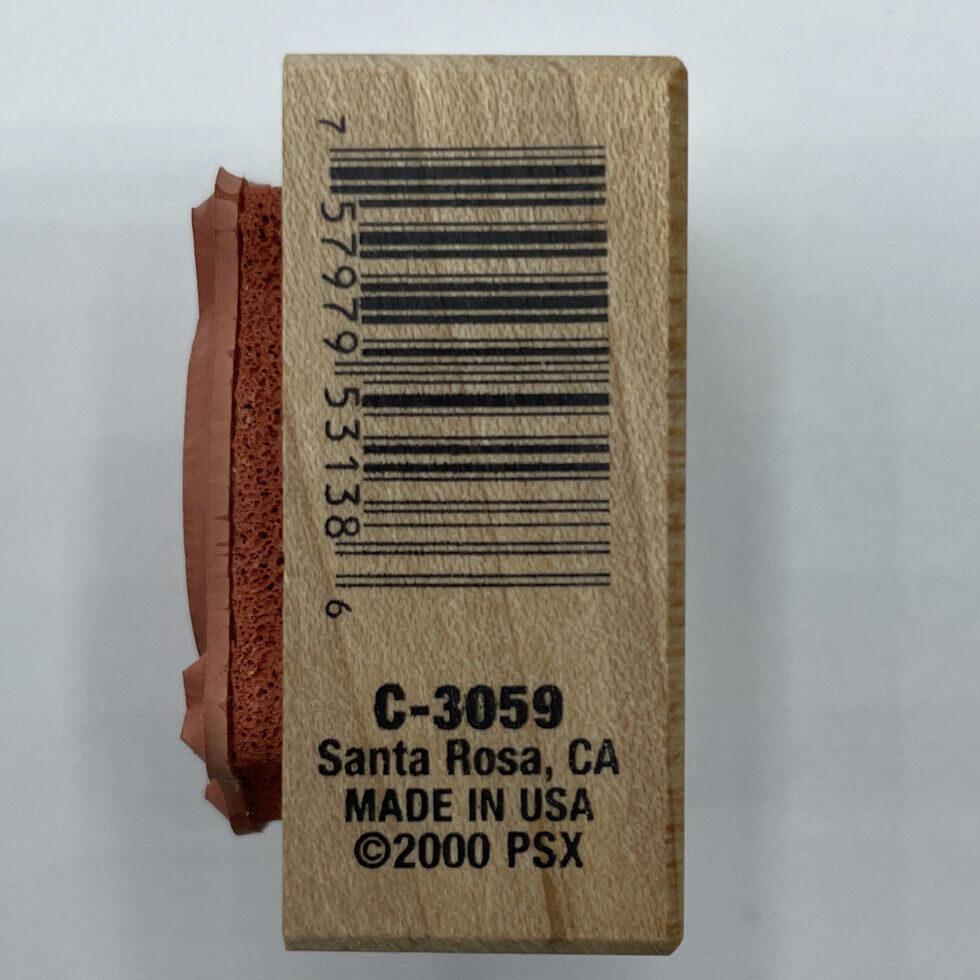 7 57979 53138 6
C-3059
Santa Rosa, CA
MADE IN USA
©2000 PSX